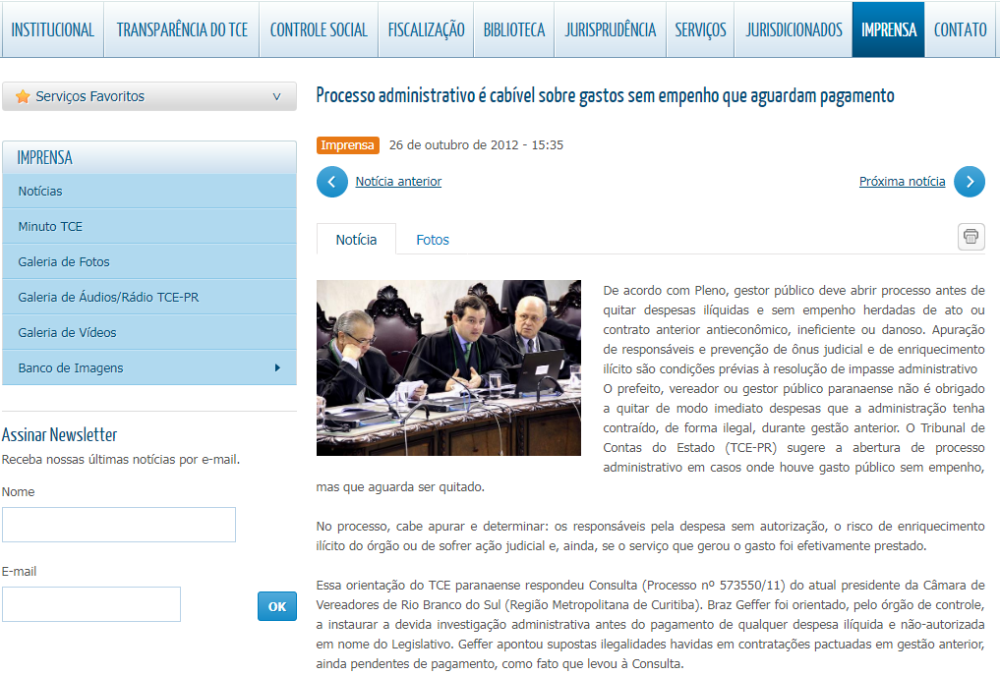 INSTITUCIONAL TRANSPARÊNCIA DO TCE CONTROLE SOCIAL FISCALIZAÇÃO BIBLIOTECA JURISPRUDÊNCIA SERVIÇOS JURISDICIONADOS IMPRENSA CONTATO
Serviços Favoritos
IMPRENSA
Notícias
Minuto TCE
Galeria de Fotos
Galeria de Áudios/Rádio TCE-PR
Galeria de Vídeos
Banco de Imagens
Assinar Newsletter
Receba nossas últimas notícias por e-mail.
Nome
E-mail
OK
Processo administrativo é cabível sobre gastos sem empenho que aguardam pagamento
Imprensa 26 de outubro de 2012 - 15:35
Notícia anterior Próxima notícia
Notícia Fotos
De acordo com Pleno, gestor público deve abrir processo antes de
quitar despesas ilíquidas e sem empenho herdadas de ato ou
contrato anterior antieconômico, ineficiente ou danoso. Apuração
de responsáveis e prevenção de ônus judicial e de enriquecimento
ilícito são condições prévias à resolução de impasse administrativo
O prefeito, vereador ou gestor público paranaense não é obrigado
a quitar de modo imediato despesas que a administração tenha
contraído, de forma ilegal, durante gestão anterior. O Tribunal de
Contas do Estado (TCE-PR) sugere a abertura de processo
administrativo em casos onde houve gasto público sem empenho,
mas que aguarda ser quitado.
No processo, cabe apurar e determinar: os responsáveis pela despesa sem autorização, o risco de enriquecimento
ilícito do órgão ou de sofrer ação judicial e, ainda, se o serviço que gerou o gasto foi efetivamente prestado.
Essa orientação do TCE paranaense respondeu Consulta (Processo nº 573550/11) do atual presidente da Câmara de
Vereadores de Rio Branco do Sul (Região Metropolitana de Curitiba). Braz Geffer foi orientado, pelo órgão de controle,
a instaurar a devida investigação administrativa antes do pagamento de qualquer despesa ilíquida e não-autorizada
em nome do Legislativo. Geffer apontou supostas ilegalidades havidas em contratações pactuadas em gestão anterior,
ainda pendentes de pagamento, como fato que levou à Consulta.